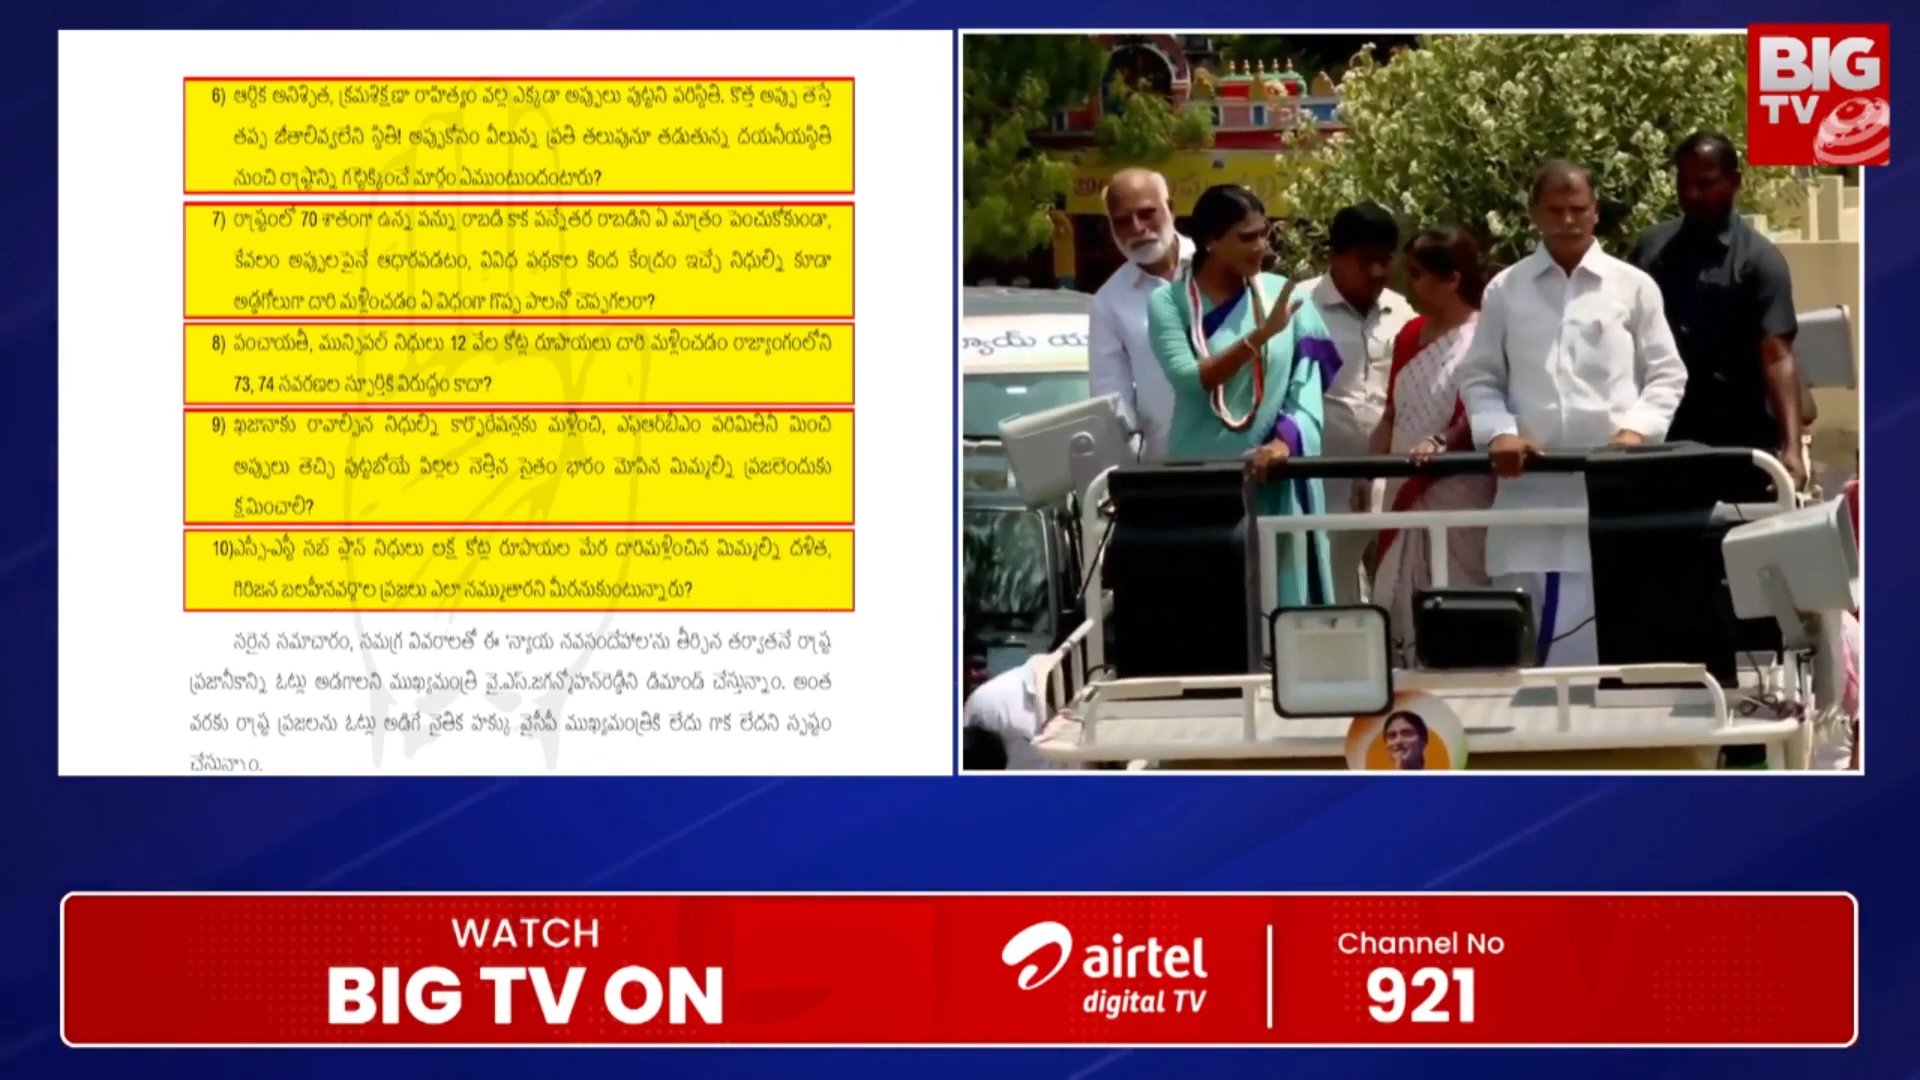 6) ఆర్థిక అనిశ్చిత, క్రమశిక్షణా రాహిత్యం వల్ల ఎక్కడా అప్పులు పుట్టని పరిస్థితి. కొత్త అప్పు తెస్తే
తప్ప జీతాలివ్వలేని స్థితి! అప్పుకోసం వీలున్న ప్రతి తలుపునూ తడుతున్న దయనీయస్థితి
నుంచి రాష్ట్రాన్ని గట్టెక్కించే మార్గం ఏముంటుందంటారు?
7) రాష్ట్రంలో 70 శాతంగా ఉన్న పన్ను రాబడి కాక పన్నేతర రాబడిని ఏ మాత్రం పెంచుకోకుండా,
కేవలం అప్పులపైనే ఆధారపడటం, వివిధ పథకాల కింద కేంద్రం ఇచ్చే నిధుల్ని కూడా
అడ్డగోలుగా దారి మళ్లించడం ఏ విధంగా గొప్ప పాలనో చెప్పగలరా?
8) పంచాయతీ, మున్సిపల్ నిధులు 12 వేల కోట్ల రూపాయలు దారి మళ్లించడం రాజ్యాంగంలోని
73, 74 సవరణల స్ఫూర్తికి విరుద్ధం కాదా?
9) ఖజానాకు రావాల్సిన నిధుల్ని కార్పొరేషన్లకు మళ్లించి, ఎఫ్ఆర్‌బీఎం పరిమితిని మించి
అప్పులు తెచ్చి పుట్టబోయే పిల్లల నెత్తిన సైతం భారం మోపిన మిమ్మల్ని ప్రజలెందుకు
క్షమించాలి?
10)ఎస్సీ-ఎస్టీ సబ్ ప్లాన్ నిధులు లక్ష కోట్ల రూపాయల మేర దారిమళ్లించిన మిమ్మల్ని దళిత,
గిరిజన బలహీనవర్గాల ప్రజలు ఎలా నమ్ముతారని మీరనుకుంటున్నారు?
సరైన సమాచారం, సమగ్ర వివరాలతో ఈ 'న్యాయ నవసందేహాల'ను తీర్చిన తర్వాతనే రాష్ట్ర
ప్రజానీకాన్ని ఓట్లు అడగాలని ముఖ్యమంత్రి వై.ఎస్.జగన్మోహన్‌రెడ్డిని డిమాండ్ చేస్తున్నాం. అంత
వరకు రాష్ట్ర ప్రజలను ఓట్లు అడిగే నైతిక హక్కు వైసీపీ ముఖ్యమంత్రికి లేదు గాక లేదని స్పష్టం
చేస్తున్నాం.
BIG
TV
WATCH
BIG TV ON
airtel
digital TV
Channel No
921